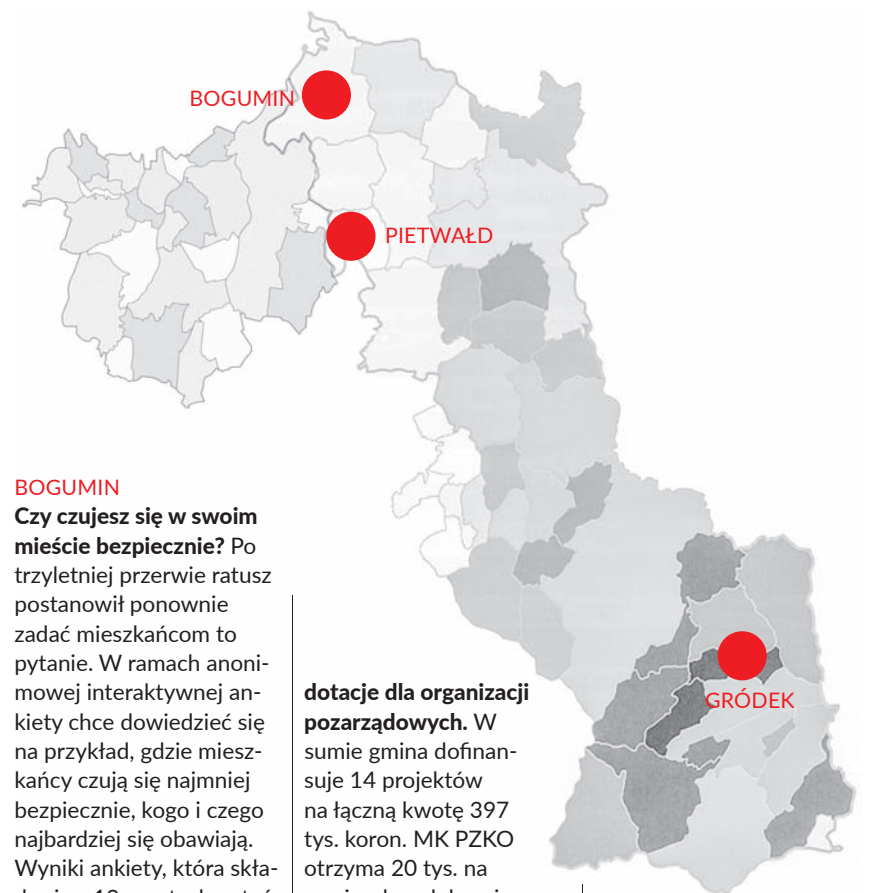 BOGUMIN
PIETWAŁD
GRÓDEK
BOGUMIN
Czy czujesz się w swoim
mieście bezpiecznie? Po
trzyletniej przerwie ratusz
postanowił ponownie
zadać mieszkańcom to
pytanie. W ramach anoni-
mowej interaktywnej an-
kiety chce dowiedzieć się
na przykład, gdzie miesz-
kańcy czują się najmniej
bezpiecznie, kogo i czego
najbardziej się obawiają.
Wyniki ankiety, która skła-
dotacje dla organizacji
pozarządowych. W
sumie gmina dofinan-
suje 14 projektów
na łączną kwotę 397
tys. koron. MK PZKO
otrzyma 20 tys. na